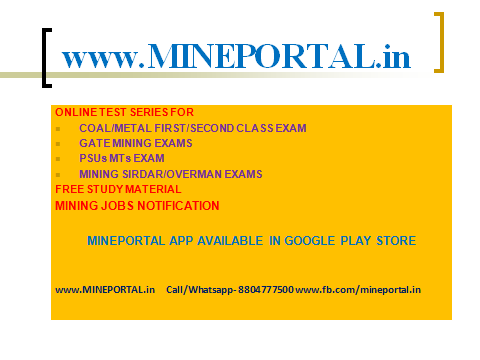 www.MINEPORTAL.in
ONLINE TEST SERIES FOR
COAL/METAL FIRST/SECOND CLASS EXAM
GATE MINING EXAMS
PSUs MTs EXAM
MINING SIRDAR/OVERMAN EXAMS
FREE STUDY MATERIAL
MINING JOBS NOTIFICATION
MINEPORTAL APP AVAILABLE IN GOOGLE PLAY STORE
www.MINEPORTAL.in Call/Whatsapp- 8804777500 www.fb.com/mineportal.in